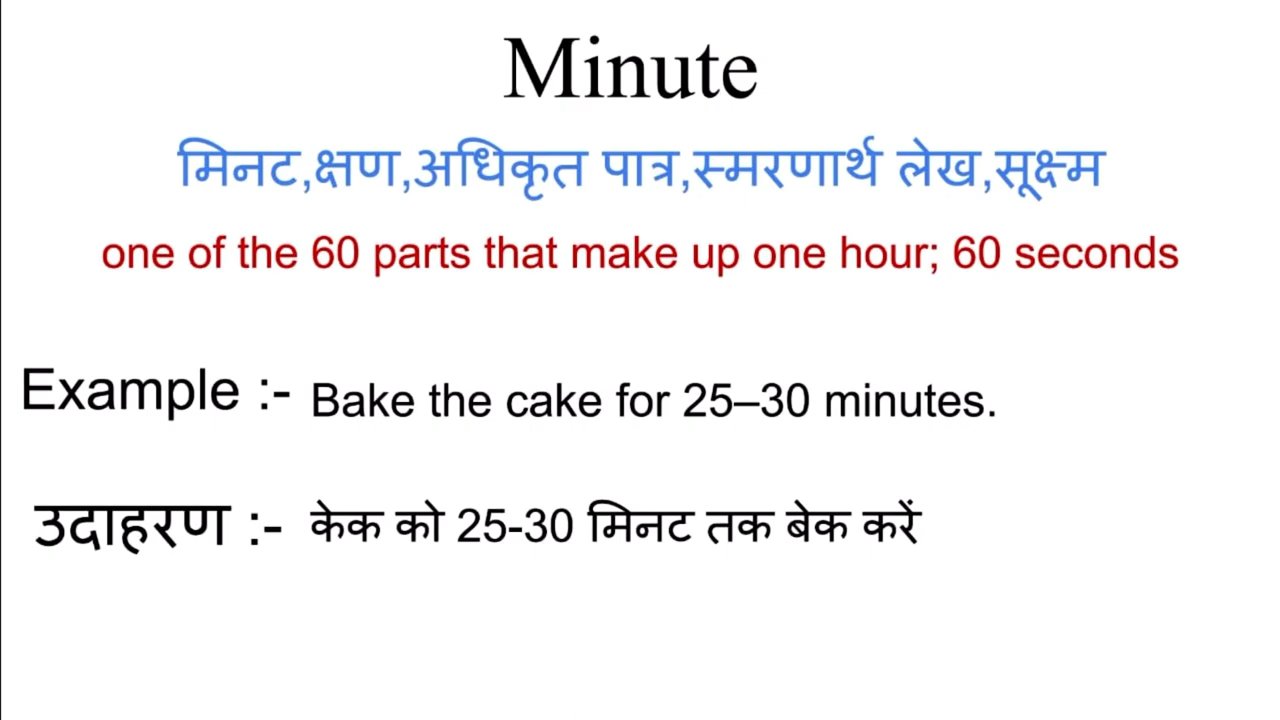 Minute
मिनट,क्षण,अधिकृत पात्र,स्मरणार्थ लेख,सूक्ष्म
one of the 60 parts that make up one hour; 60 seconds
Example :- Bake the cake for 25–30 minutes.
उदाहरण :- केक को 25-30 मिनट तक बेक करें